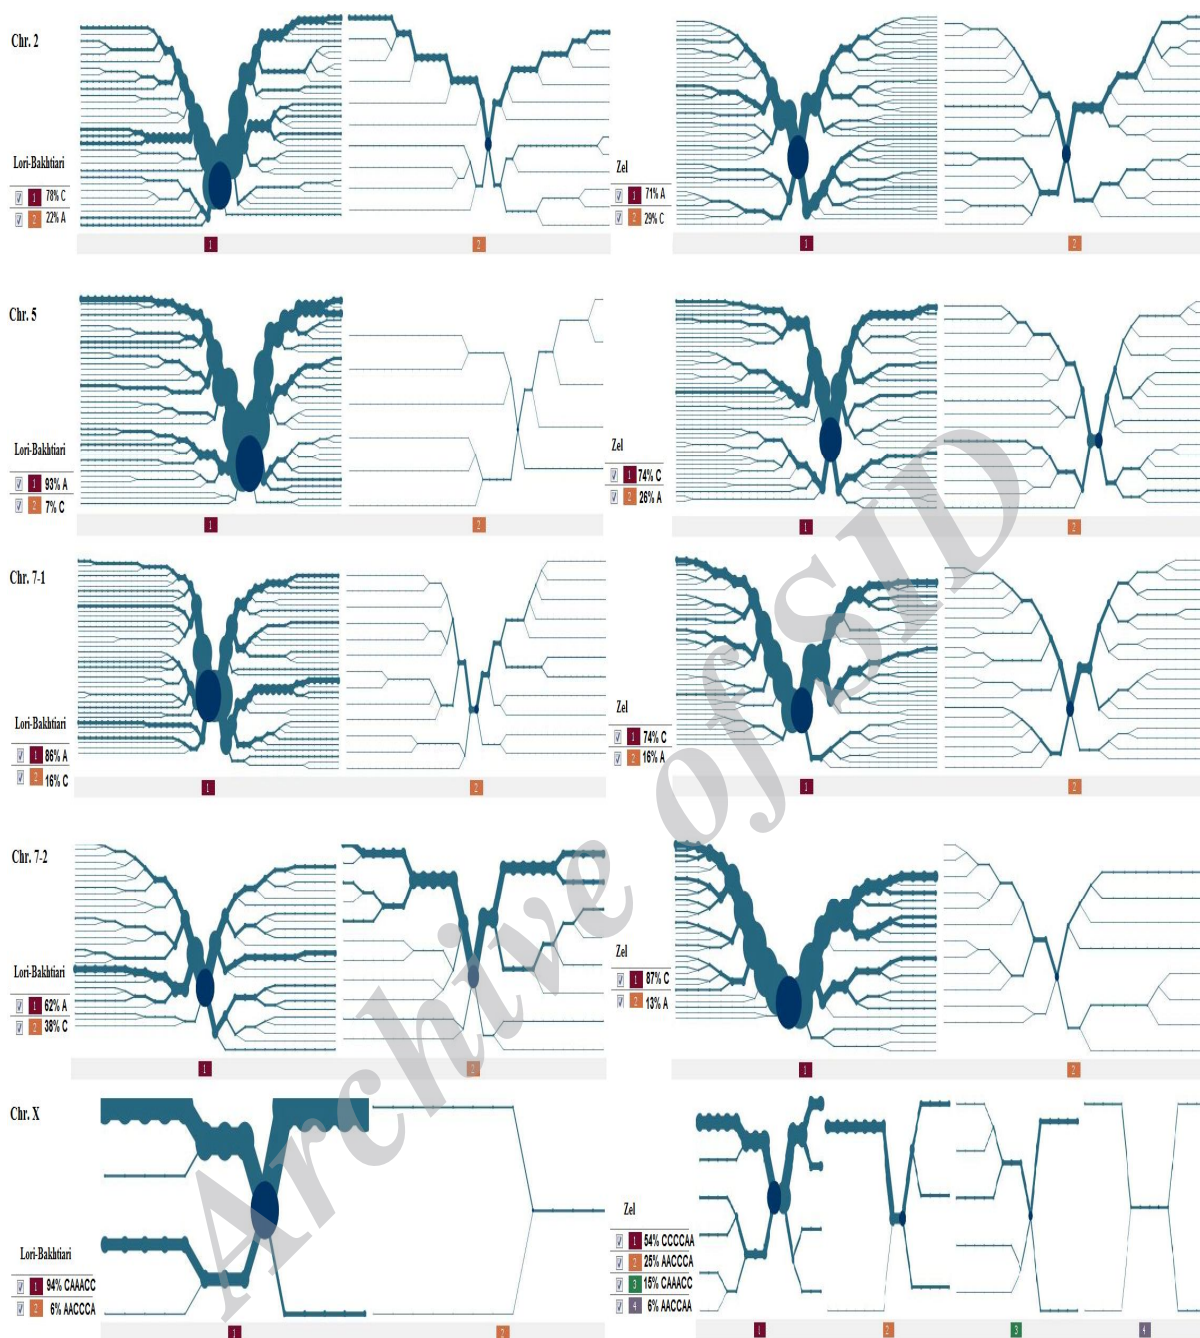 Chr. 2
Lori-Bakhtiari
1 78% C
2 22% A
1
2
Zel
1 71% A
2 29% C
1
2
Chr. 5
Lori-Bakhtiari
1 93% A
2 7% C
1
2
Zel
1 74% C
2 26% A
1
2
Chr. 7-1
Lori-Bakhtiari
1 86% A
2 16% C
1
2
Zel
1 74% C
2 16% A
1
2
Chr. 7-2
Lori-Bakhtiari
1 62% A
2 38% C
1
2
Zel
1 87% C
2 13% A
1
2
Chr. X
Lori-Bakhtiari
1 94% CAAACC
2 6% AACCCA
1
2
Zel
1 54% CCCCAA
2 25% AACCCA
3 15% CAAACC
4 6% AACCAA
1
2
3
4
Archive of SID